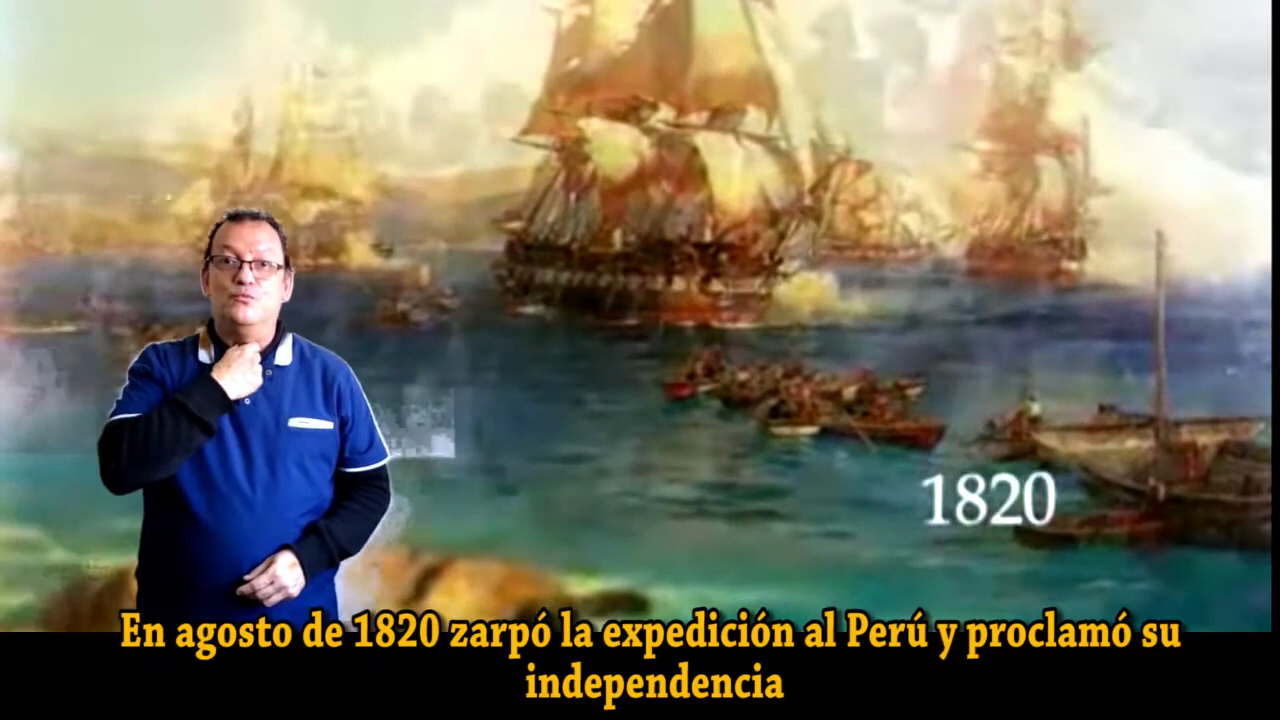 1820
En agosto de 1820 zarpó la expedición al Perú y proclamó su
independencia